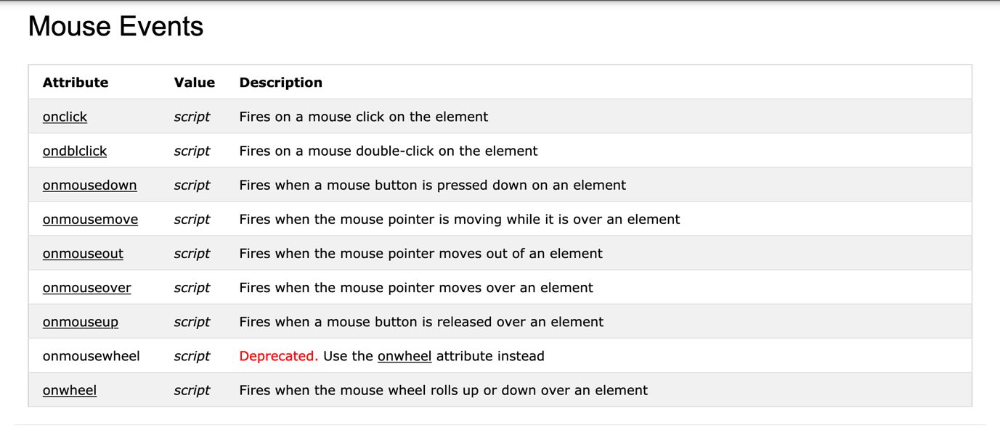 Mouse Events
Attribute Value Description
onclick script Fires on a mouse click on the element
ondblclick script Fires on a mouse double-click on the element
onmousedown script Fires when a mouse button is pressed down on an element
onmousemove script Fires when the mouse pointer is moving while it is over an element
onmouseout script Fires when the mouse pointer moves out of an element
onmouseover script Fires when the mouse pointer moves over an element
onmouseup script Fires when a mouse button is released over an element
onmousewheel script Deprecated. Use the onwheel attribute instead
onwheel script Fires when the mouse wheel rolls up or down over an element